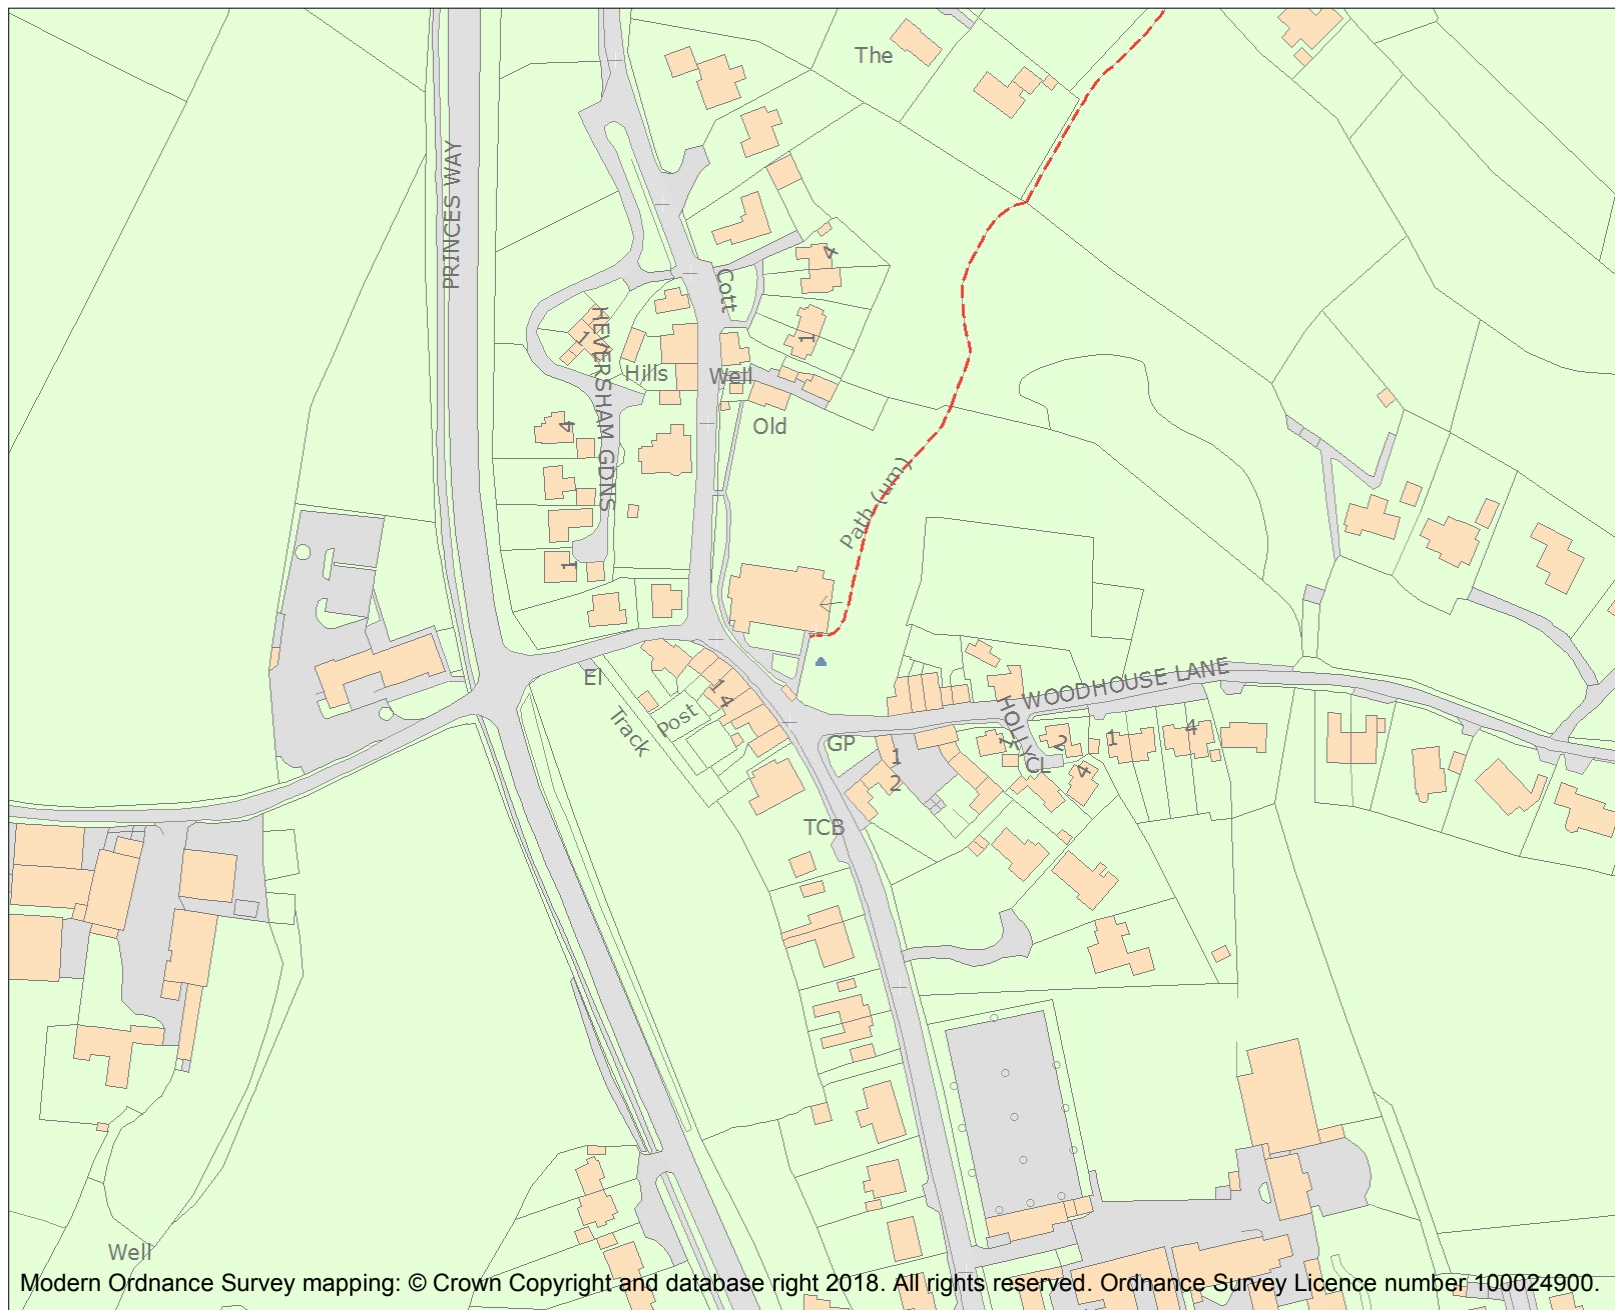 The
PRINCES WAY
4
Cott
1
HEVERSHAM GDNS
1
Hills
Well
Old
4
Path (um)
1
El
WOODHOUSE LANE
HOLLY CL
Track
Post
1
4
GP
1
2
1
2
4
1
4
TCB
Well
Modern Ordnance Survey mapping: © Crown Copyright and database right 2018. All rights reserved. Ordnance Survey Licence number 100024900.